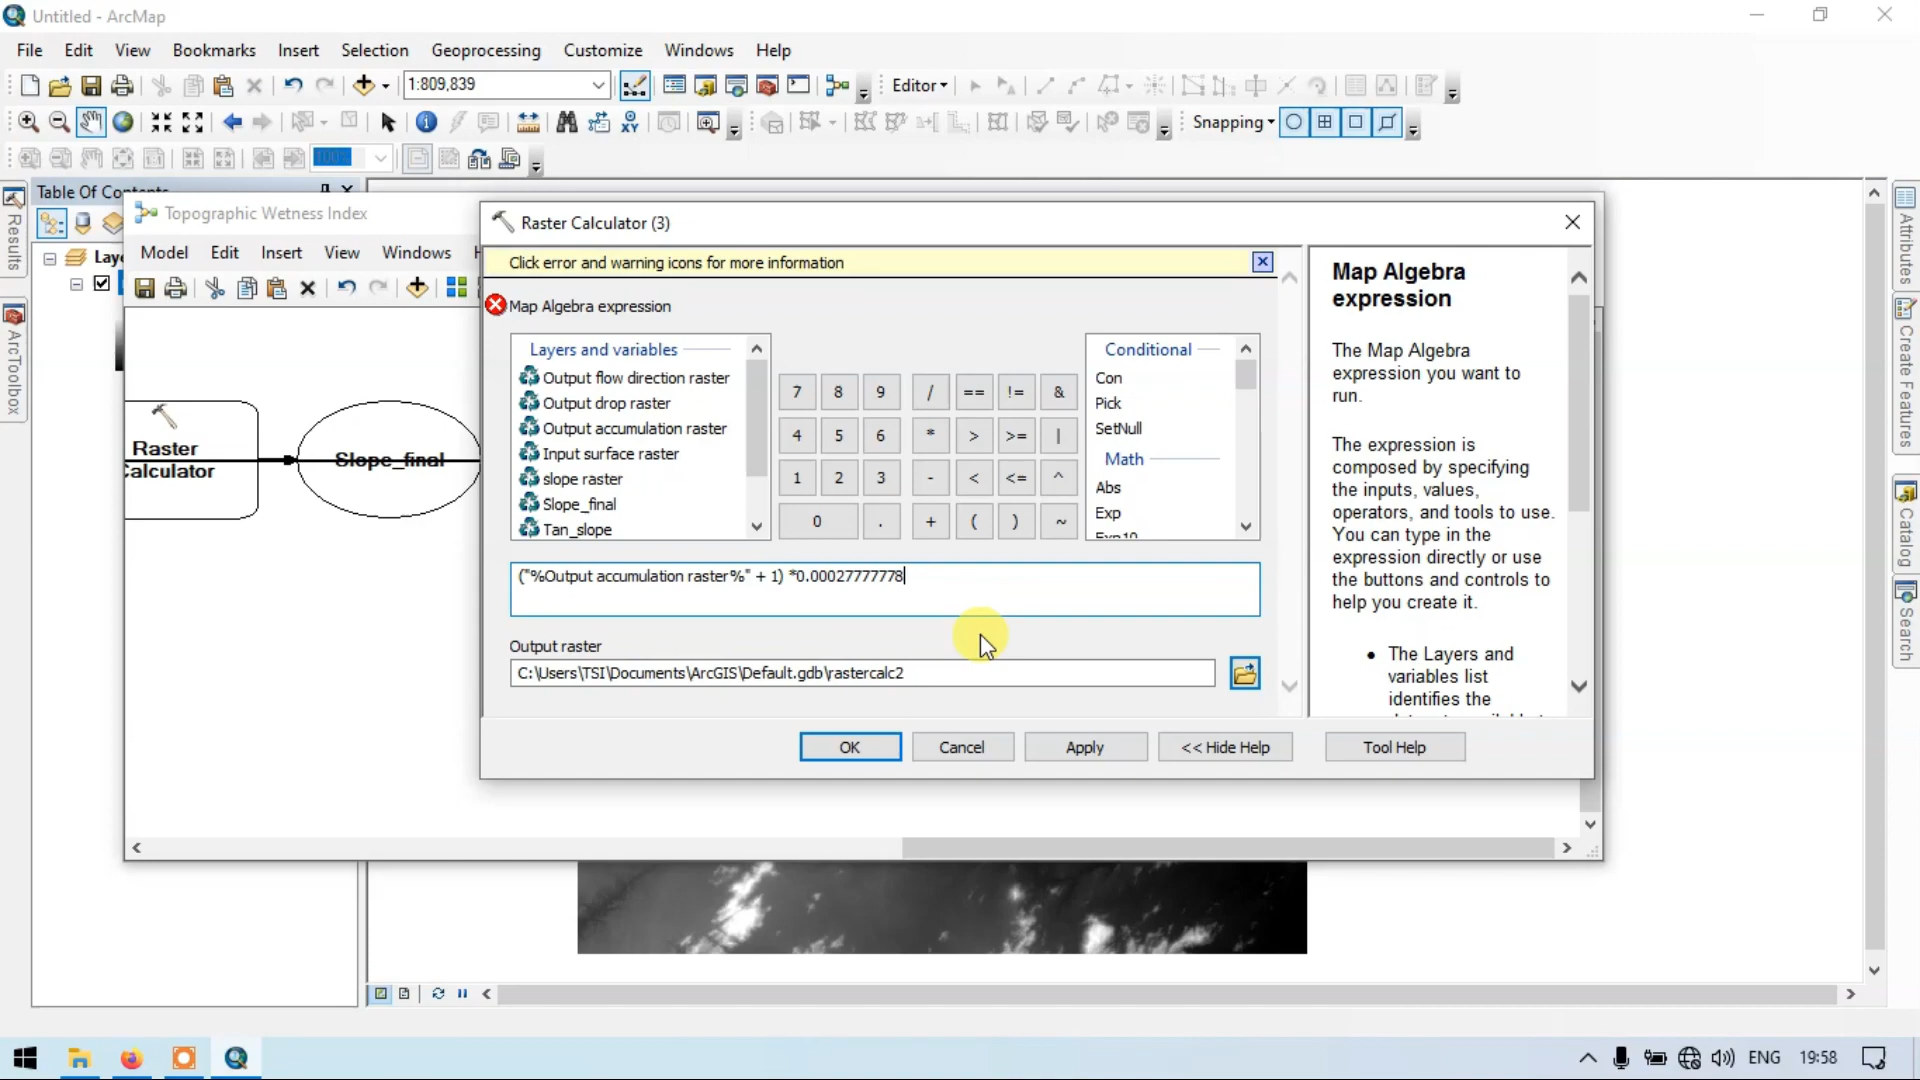 Untitled - ArcMap
File Edit View Bookmarks Insert Selection Geoprocessing Customize Windows Help
1:809,839
Editor
Snapping
100%
Table Of Contents
Results
ArcToolbox
Attributes
Create Features
Catalog
Search
Topographic Wetness Index
Model Edit Insert View Windows
Raster
Calculator
Slope_final
Raster Calculator (3)
Click error and warning icons for more information
Map Algebra expression
Layers and variables
Output flow direction raster
Output drop raster
Output accumulation raster
Input surface raster
slope raster
Slope_final
Tan_slope
7 8 9 / == != &
4 5 6 * > >= |
1 2 3 - < <= ^
0 . + ( ) ~
Conditional
Con
Pick
SetNull
Math
Abs
Exp
Exp10
("%Output accumulation raster%" + 1) *0.00027777778
Output raster
C:\Users\TSI\Documents\ArcGIS\Default.gdb\rastercalc2
OK Cancel Apply << Hide Help Tool Help
Map Algebra
expression
The Map Algebra
expression you want to
run.
The expression is
composed by specifying
the inputs, values,
operators, and tools to use.
You can type in the
expression directly or use
the buttons and controls to
help you create it.
• The Layers and
variables list
identifies the
ENG 19:58